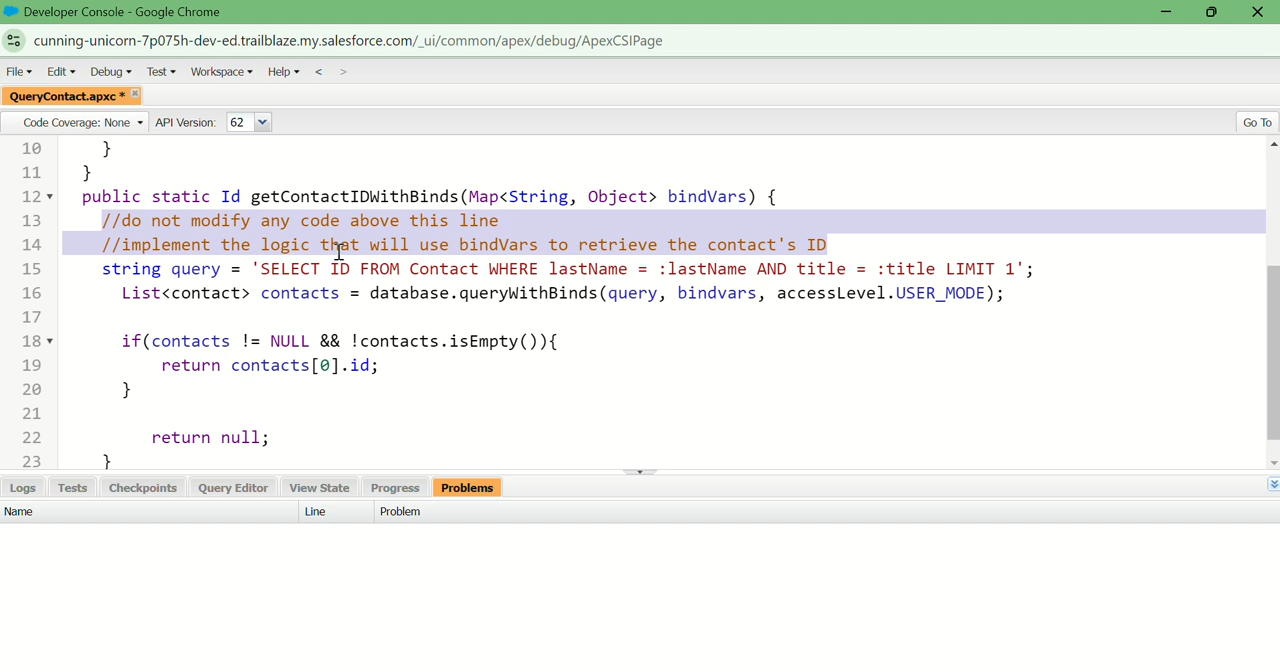 Developer Console - Google Chrome
cunning-unicorn-7p075h-dev-ed.trailblaze.my.salesforce.com/_ui/common/apex/debug/ApexCSIPage
File Edit Debug Test Workspace Help < >
QueryContact.apxc *
Code Coverage: None API Version: 62 Go To
10 }
11 }
12 public static Id getContactIDWithBinds(Map<String, Object> bindVars) {
13 //do not modify any code above this line
14 //implement the logic that will use bindVars to retrieve the contact's ID
15 string query = 'SELECT ID FROM Contact WHERE lastName = :lastName AND title = :title LIMIT 1';
16 List<contact> contacts = database.queryWithBinds(query, bindvars, accessLevel.USER_MODE);
17
18 if(contacts != NULL && !contacts.isEmpty()){
19 return contacts[0].id;
20 }
21
22 return null;
23 }
Logs Tests Checkpoints Query Editor View State Progress Problems
Name Line Problem